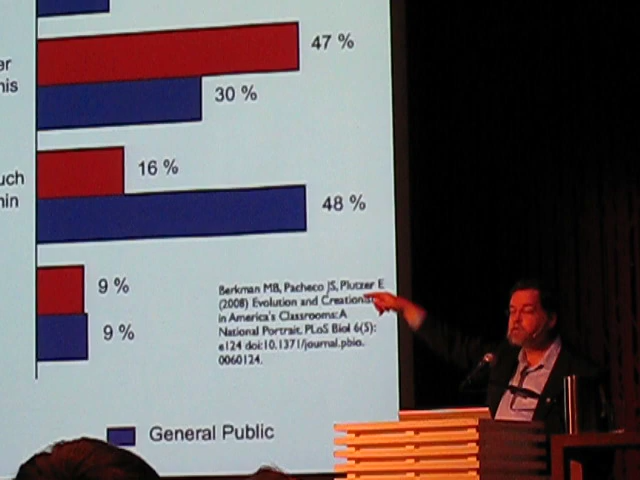 47 %
30 %
16 %
48 %
9 %
9 %
Berkman MB, Pacheco JS, Plutzer E
(2008) Evolution and Creationis
in America's Classrooms: A
National Portrait. PLoS Biol 6(5):
e124 doi:10.1371/journal.pbio.
0060124.
General Public